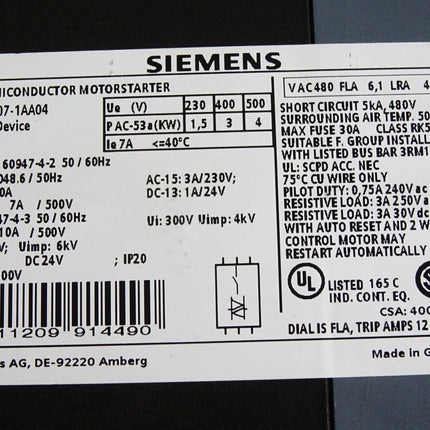 SIEMENS
MICONDUCTOR MOTORSTARTER
07-1AA04
Device
Ue (V) 230 400 500
P AC-53a(KW) 1,5 3 4
Ie 7A <=40°C
60947-4-2 50 / 60Hz
048.6 / 50Hz
0A
7A / 500V
47-4-3 50 / 60Hz
10A / 500V
V; Uimp: 6kV
DC24V ; IP20
00V
AC-15: 3A/230V;
DC-13: 1A/24V
Ui: 300V Uimp: 4kV
11209 914490
s AG, DE-92220 Amberg
VAC480 FLA 6,1 LRA 4
SHORT CIRCUIT 5kA, 480V
SURROUNDING AIR TEMP. 50
MAX FUSE 30A CLASS RK5
SUITABLE F. GROUP INSTALL
WITH LISTED BUS BAR 3RM1
UL: SCPD ACC. NEC
75°C CU WIRE ONLY
PILOT DUTY: 0,75A 240V ac
RESISTIVE LOAD: 3A 250V a
RESISTIVE LOAD: 3A 30V dc
WITH AUTO RESET AND 2 W
CONTROL MOTOR MAY
RESTART AUTOMATICALLY
UL LISTED 165 C
IND. CONT. EQ.
CSA: 400
DIAL IS FLA, TRIP AMPS 12
Made in G